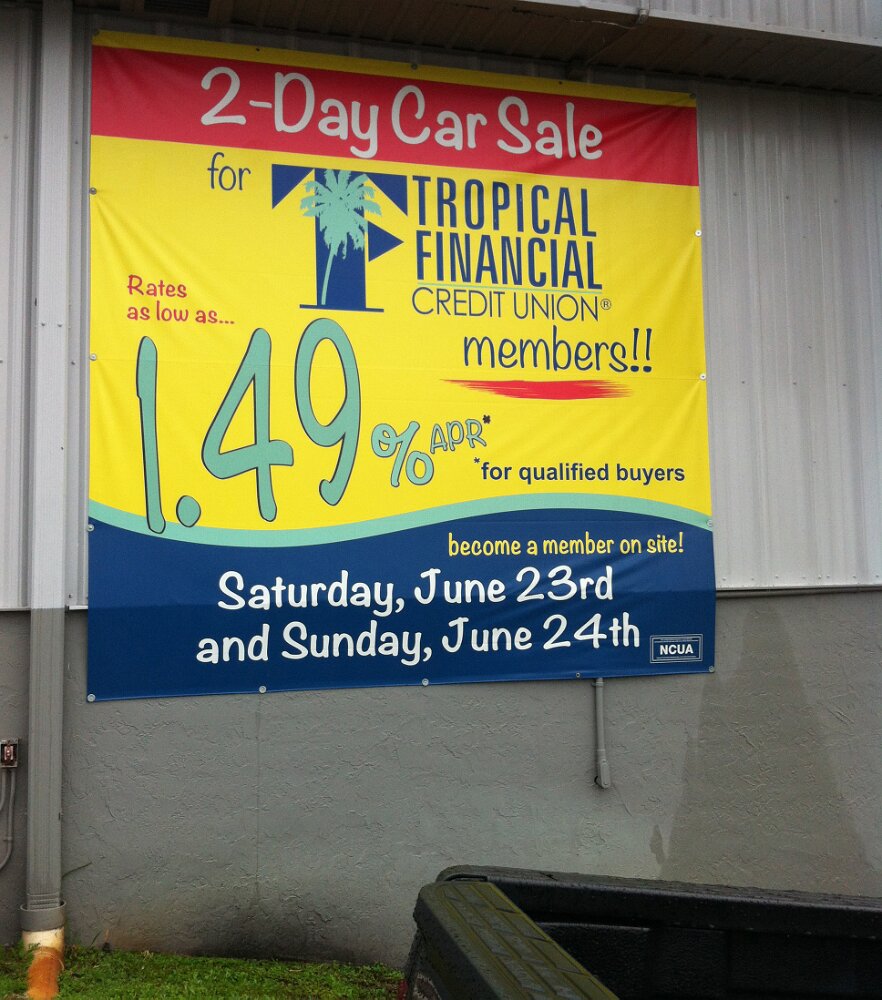 2-Day Car Sale
for
TROPICAL
FINANCIAL
CREDIT UNION®
members!!
Rates
as low as...
1.49% APR*
*for qualified buyers
become a member on site!
Saturday, June 23rd
and Sunday, June 24th
NCUA